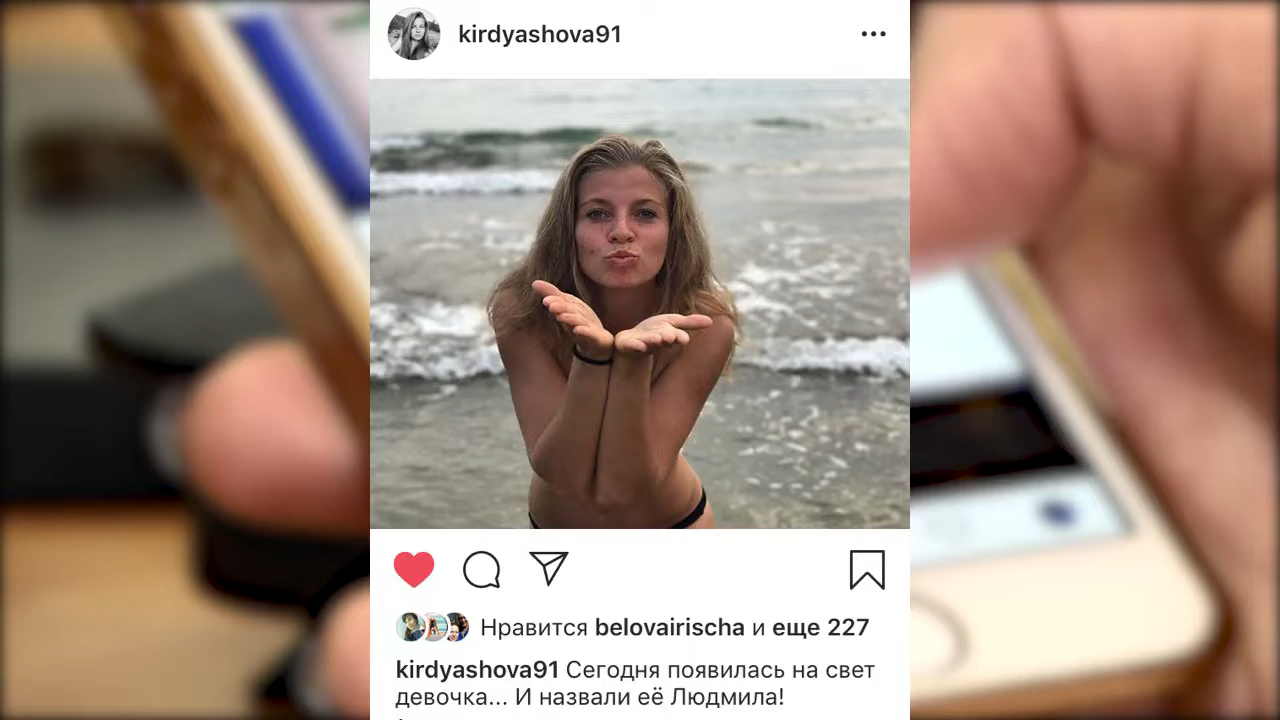 kirdyashova91
Нравится belovairischa и еще 227
kirdyashova91 Сегодня появилась на свет
девочка... И назвали её Людмила!